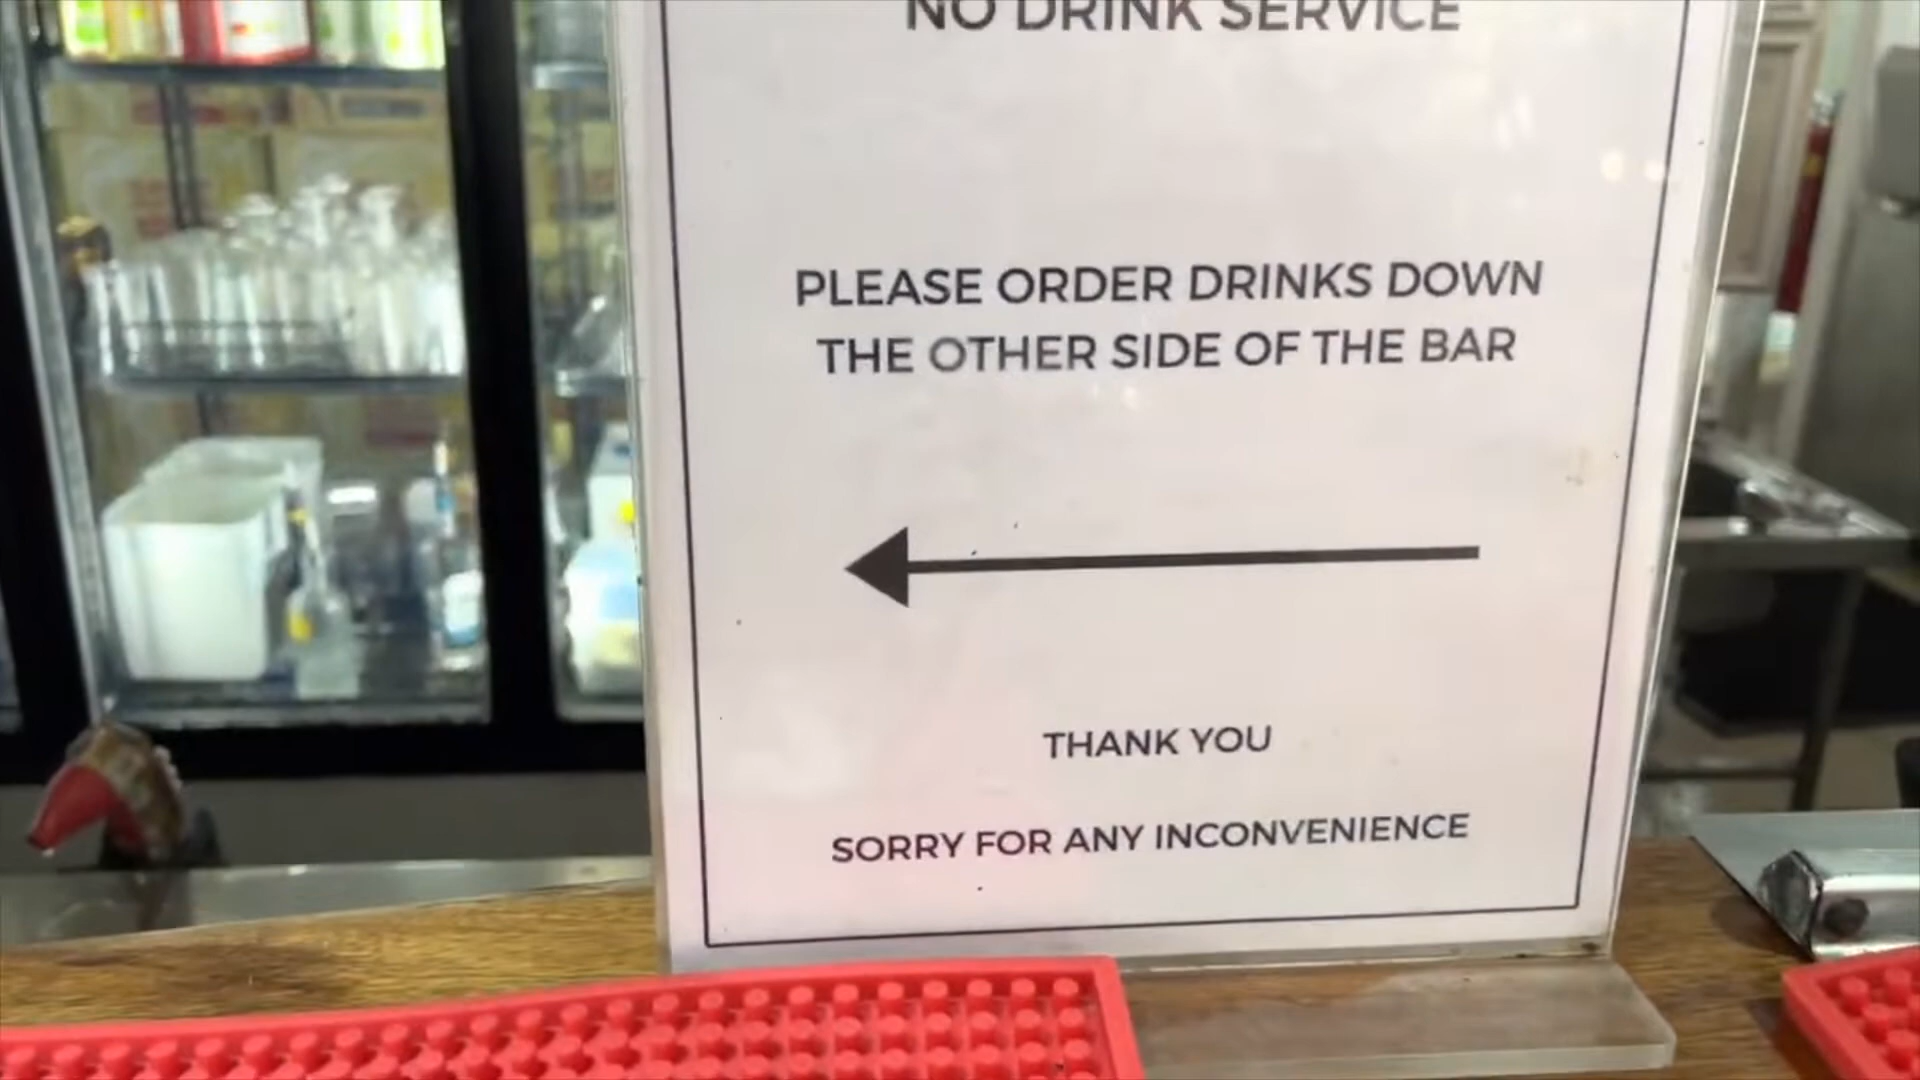 NO DRINK SERVICE
PLEASE ORDER DRINKS DOWN
THE OTHER SIDE OF THE BAR
THANK YOU
SORRY FOR ANY INCONVENIENCE